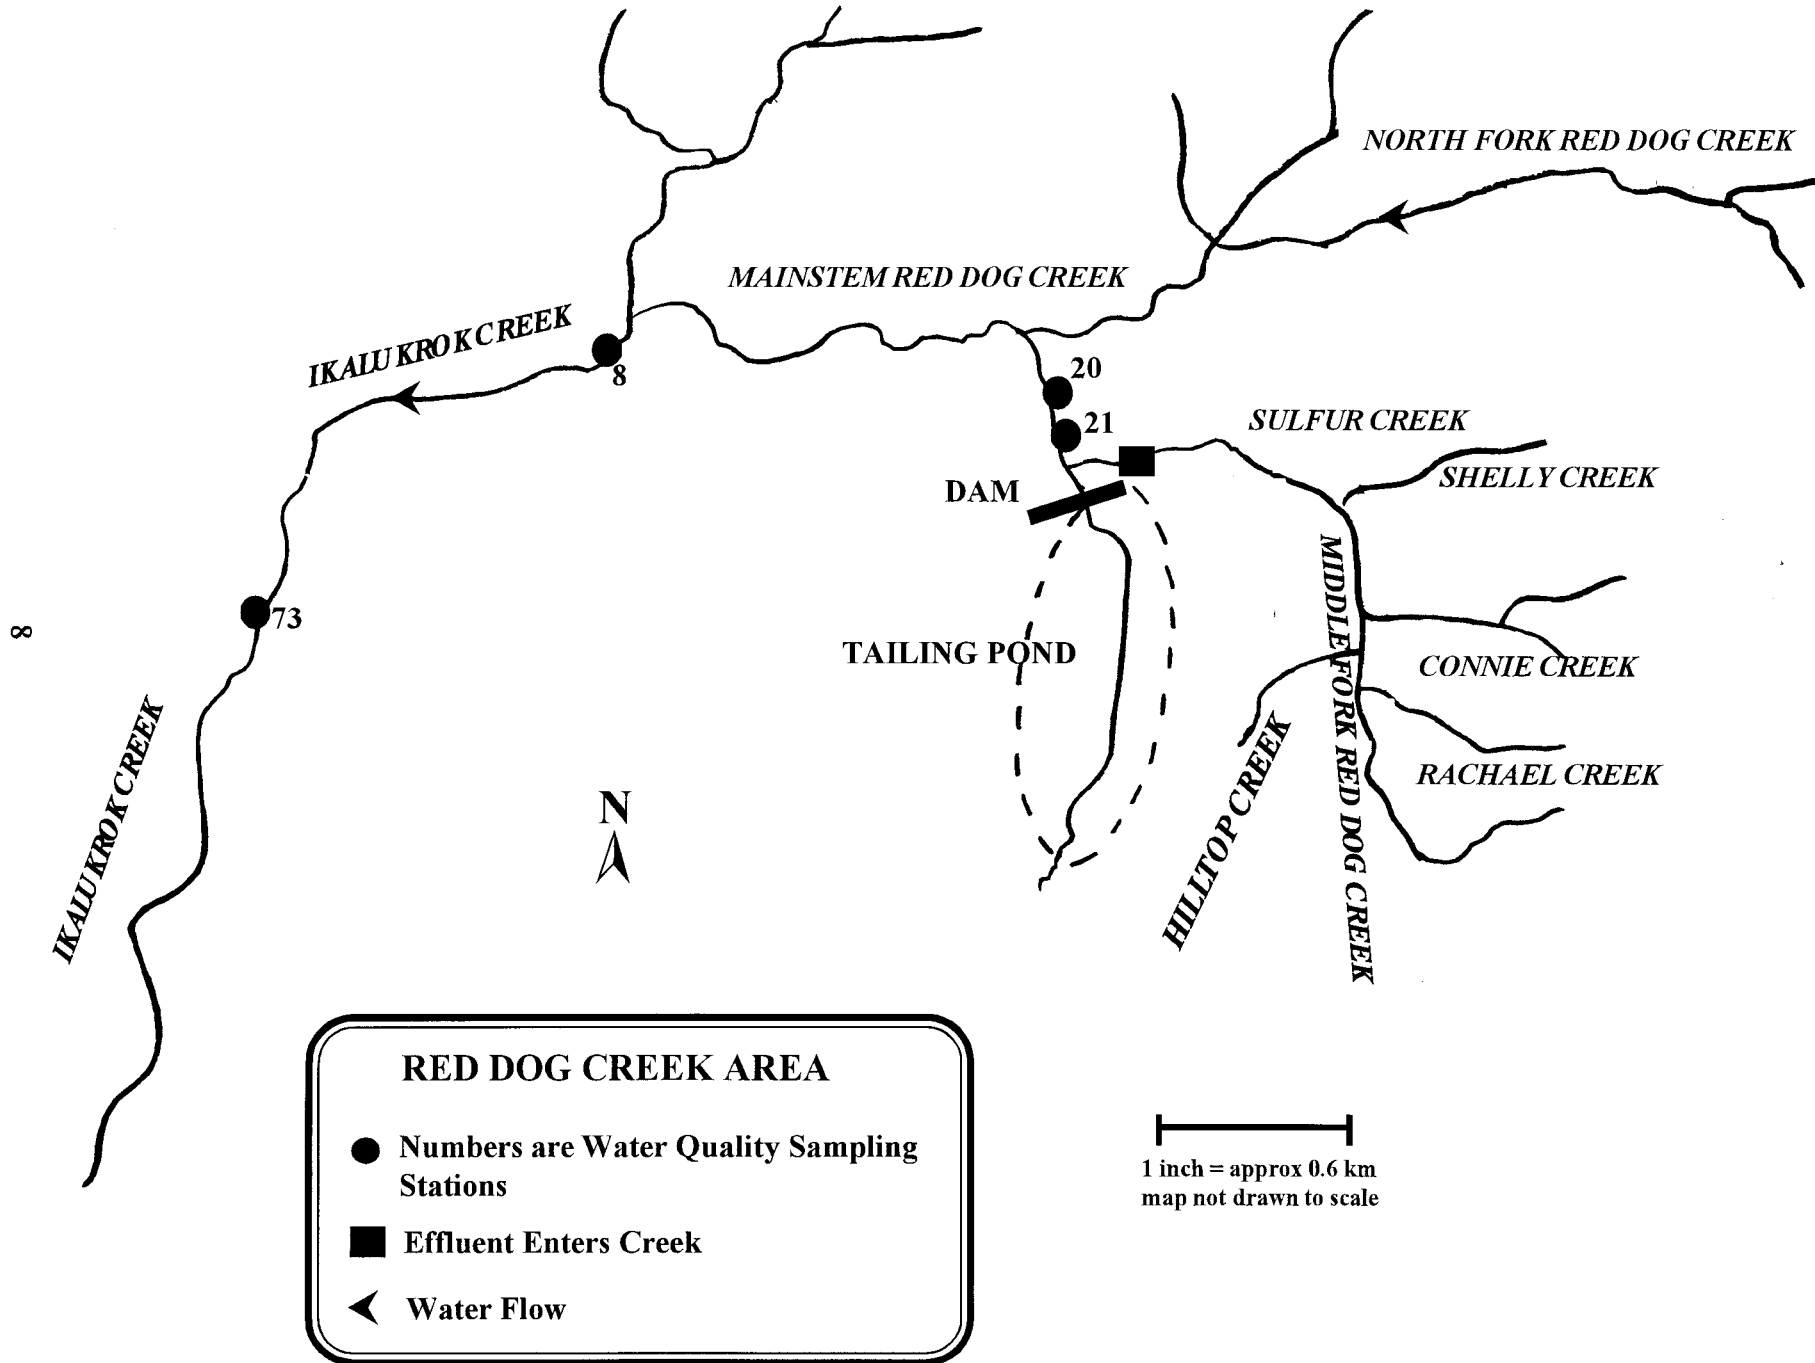 NORTH FORK RED DOG CREEK
MAINSTEM RED DOG CREEK
IKALUKROK CREEK
8
20
21
SULFUR CREEK
SHELLY CREEK
DAM
MIDDLE FORK RED DOG CREEK
73
8
TAILING POND
CONNIE CREEK
IKALUKROK CREEK
HILLTOP CREEK
RACHAEL CREEK
N
RED DOG CREEK AREA
Numbers are Water Quality Sampling
Stations
Effluent Enters Creek
Water Flow
1 inch = approx 0.6 km
map not drawn to scale